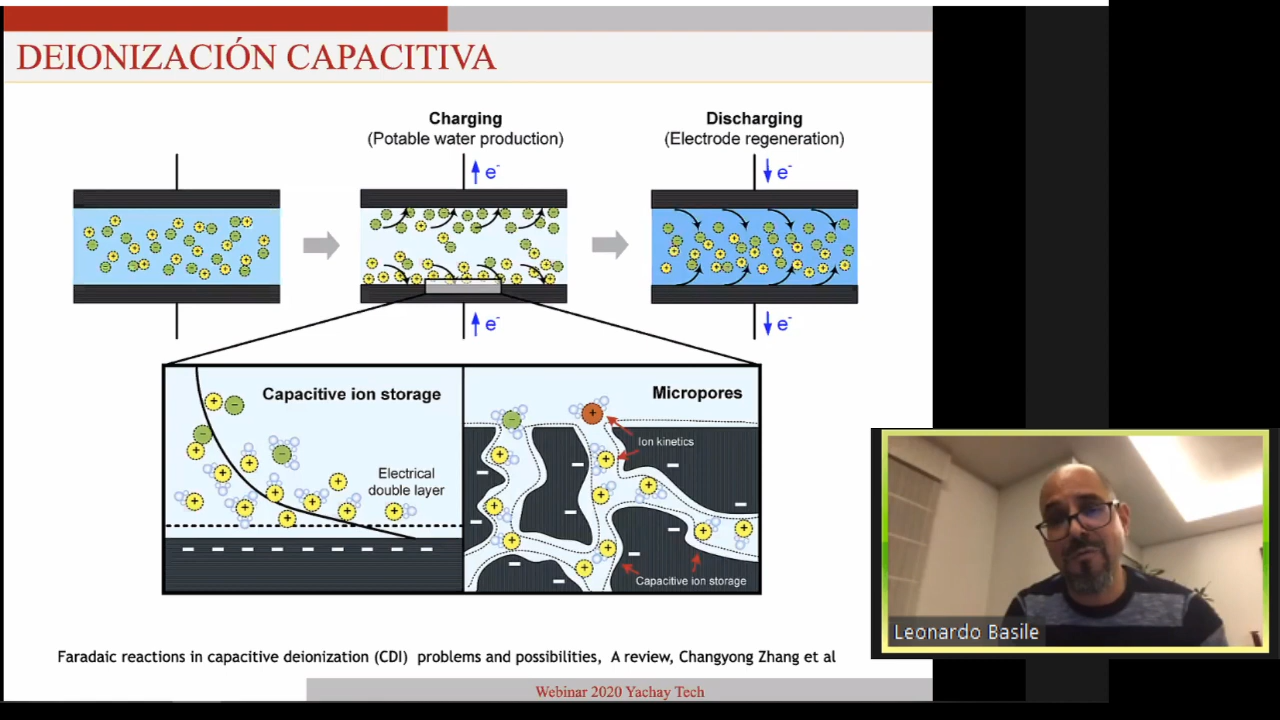 DEIONIZACIÓN CAPACITIVA
Charging
(Potable water production)
Discharging
(Electrode regeneration)
e-
e-
e-
e-
Capacitive ion storage
Electrical
double layer
Micropores
Ion kinetics
Capacitive ion storage
Faradaic reactions in capacitive deionization (CDI) problems and possibilities, A review, Changyong Zhang et al
Webinar 2020 Yachay Tech
Leonardo Basile